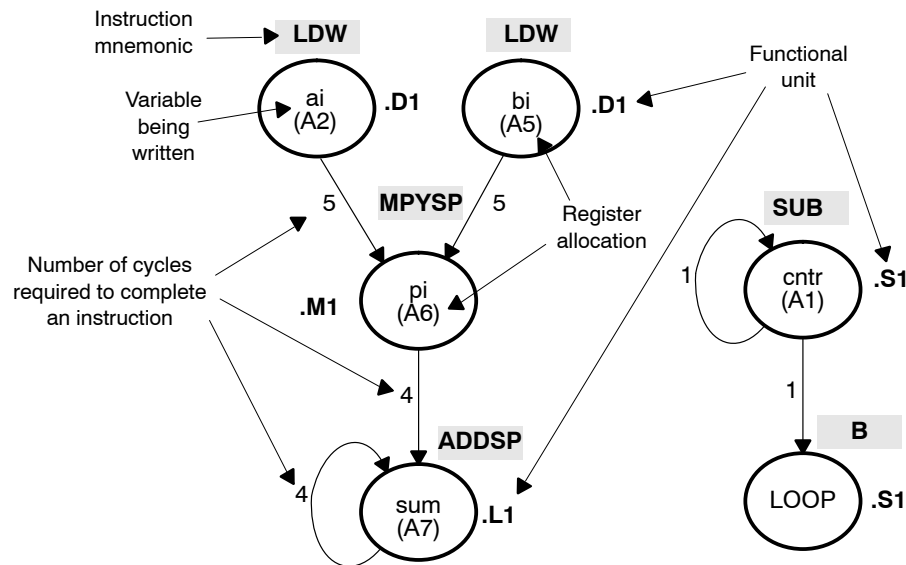 Instruction
mnemonic
LDW
LDW
Functional
unit
Variable
being
written
ai
(A2)
.D1
bi
(A5)
.D1
5
MPYSP
5
Register
allocation
SUB
Number of cycles
required to complete
an instruction
.M1
pi
(A6)
1
cntr
(A1)
.S1
4
1
ADDSP
B
4
sum
(A7)
.L1
LOOP
.S1